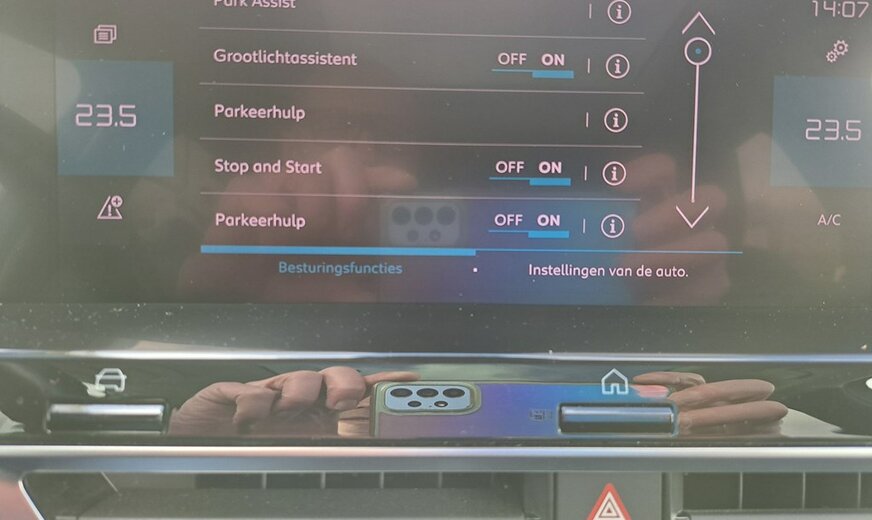 Park Assist
14:07
Grootlichtassistent OFF ON
23.5
Parkeerhulp
23.5
Stop and Start OFF ON
Parkeerhulp OFF ON
A/C
Besturingsfuncties
Instellingen van de auto.